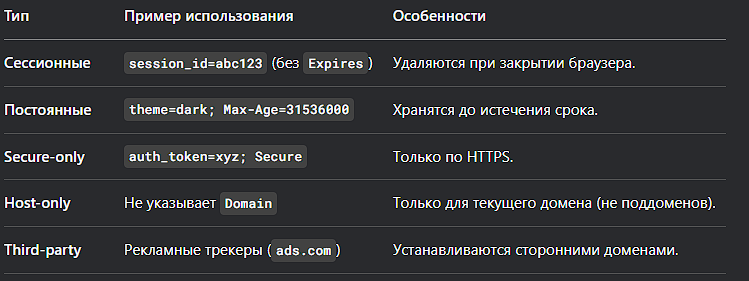 Тип Пример использования Особенности
Сессионные session_id=abc123 (без Expires) Удаляются при закрытии браузера.
Постоянные theme=dark; Max-Age=31536000 Хранятся до истечения срока.
Secure-only auth_token=xyz; Secure Только по HTTPS.
Host-only Не указывает Domain Только для текущего домена (не поддоменов).
Third-party Рекламные трекеры (ads.com) Устанавливаются сторонними доменами.